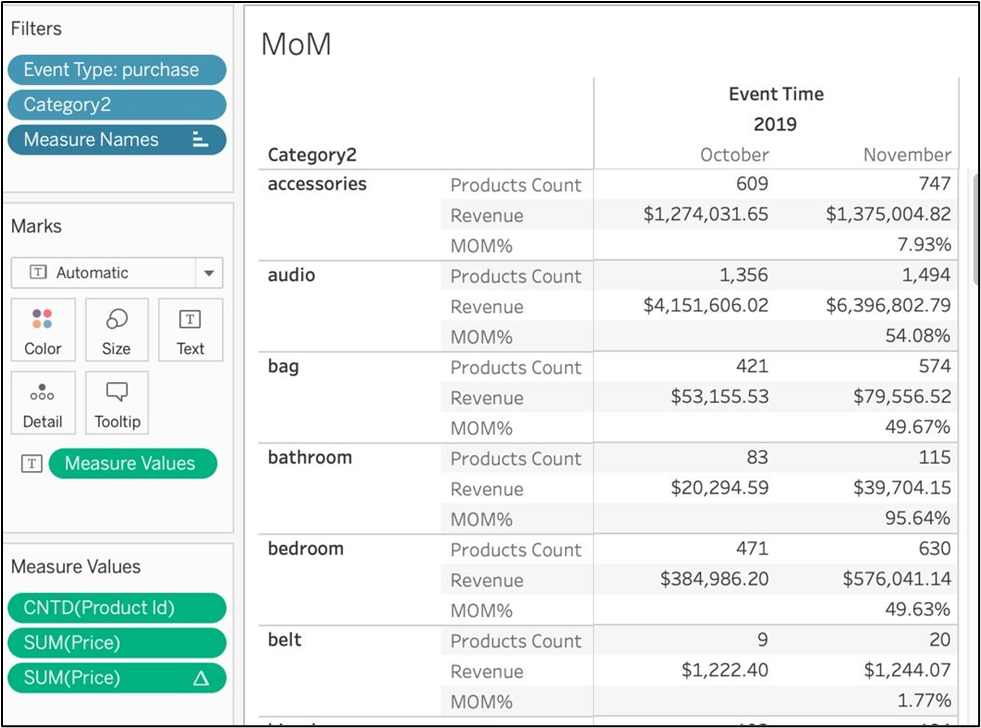 Filters
Event Type: purchase
Category2
Measure Names
Marks
Automatic
Color Size Text
Detail Tooltip
Measure Values
Measure Values
CNTD(Product Id)
SUM(Price)
SUM(Price)
MoM
Event Time
2019
Category2 October November
accessories Products Count 609 747
Revenue $1,274,031.65 $1,375,004.82
MOM% 7.93%
audio Products Count 1,356 1,494
Revenue $4,151,606.02 $6,396,802.79
MOM% 54.08%
bag Products Count 421 574
Revenue $53,155.53 $79,556.52
MOM% 49.67%
bathroom Products Count 83 115
Revenue $20,294.59 $39,704.15
MOM% 95.64%
bedroom Products Count 471 630
Revenue $384,986.20 $576,041.14
MOM% 49.63%
belt Products Count 9 20
Revenue $1,222.40 $1,244.07
MOM% 1.77%